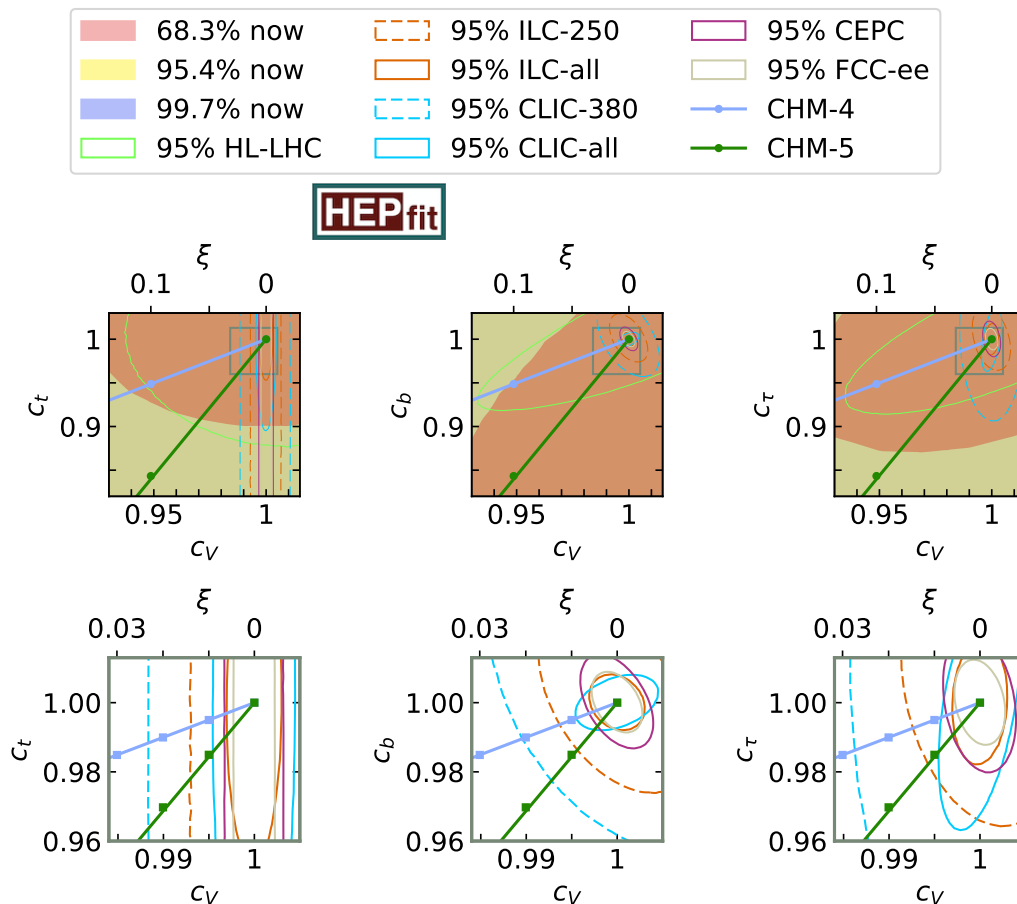 68.3% now 95% ILC-250 95% CEPC
95.4% now 95% ILC-all 95% FCC-ee
99.7% now 95% CLIC-380 CHM-4
95% HL-LHC 95% CLIC-all CHM-5
HEPfit
ξ ξ ξ
0.1 0 0.1 0 0.1 0
1 1 1
c_t c_b c_τ
0.9 0.9 0.9
0.95 1 0.95 1 0.95 1
c_V c_V c_V
ξ ξ ξ
0.03 0 0.03 0 0.03 0
1.00 1.00 1.00
c_t c_b c_τ
0.98 0.98 0.98
0.96 0.96 0.96
0.99 1 0.99 1 0.99 1
c_V c_V c_V